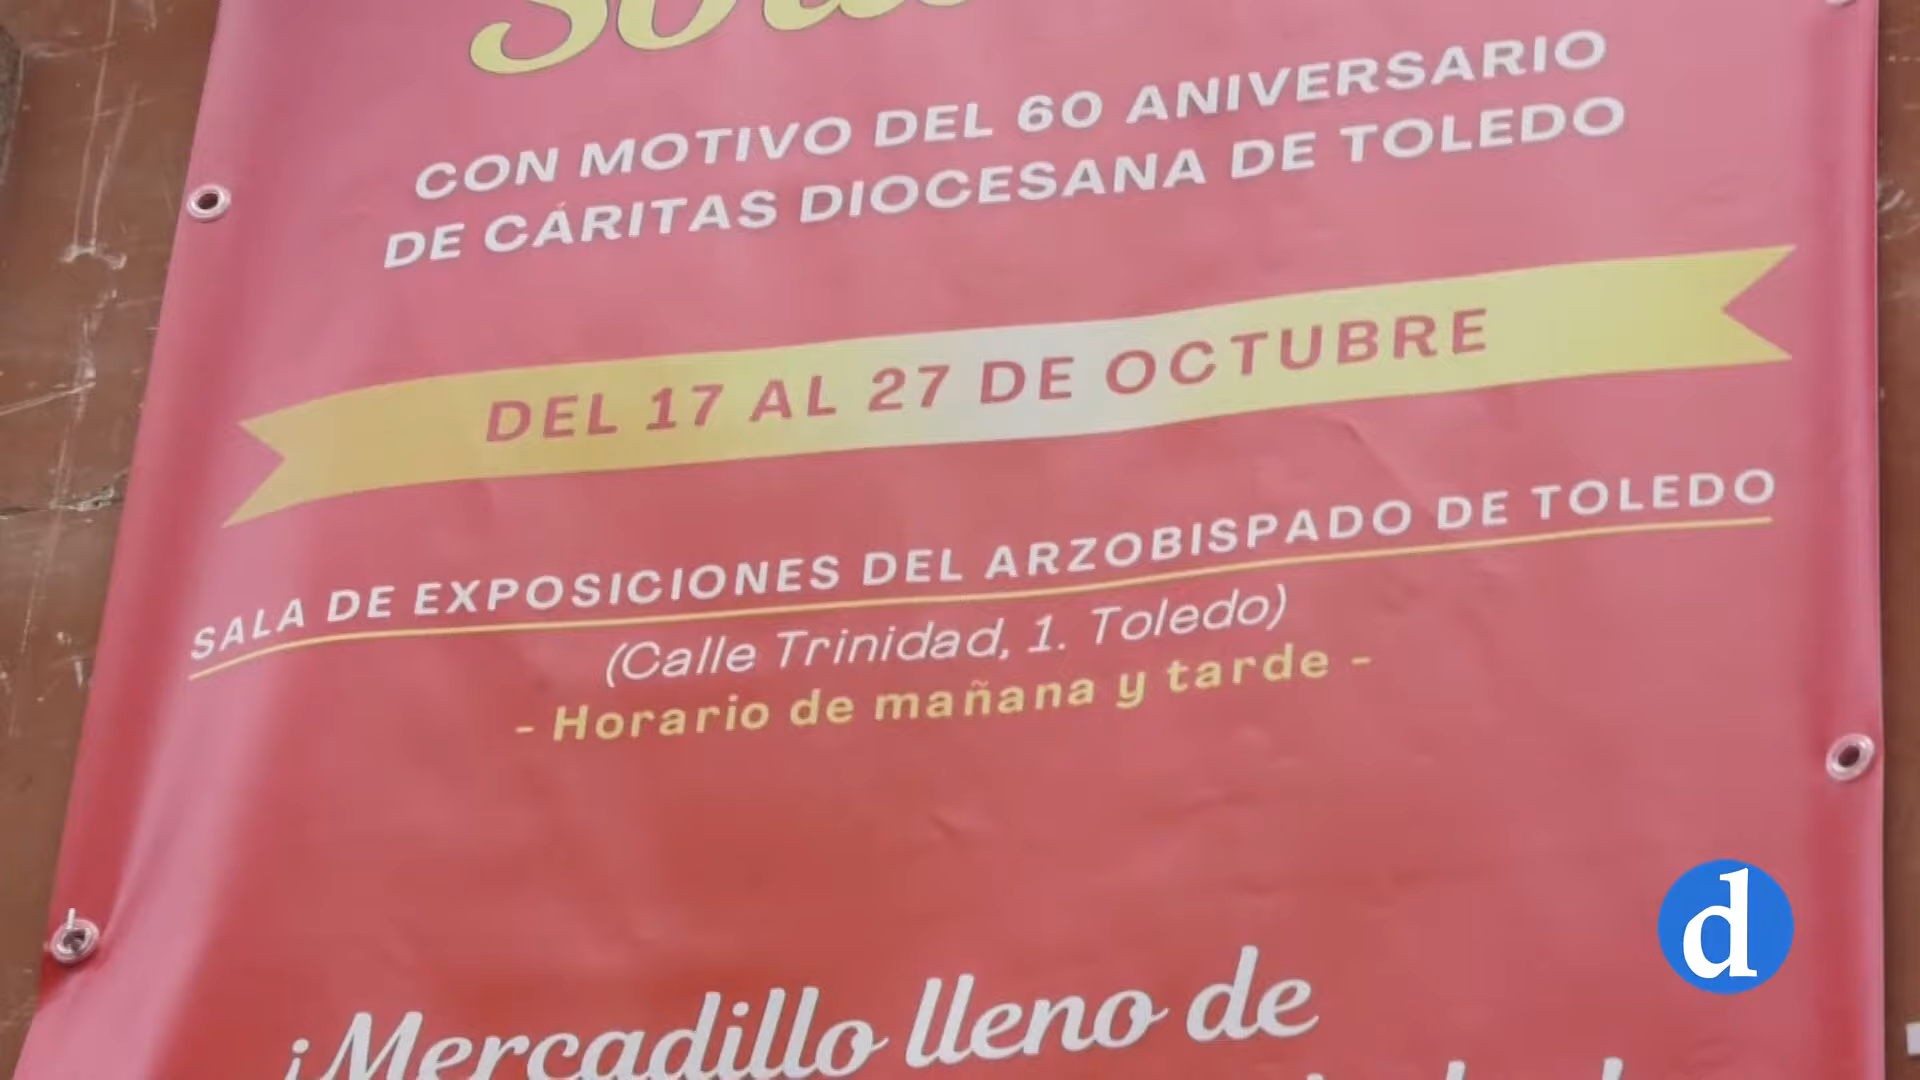 CON MOTIVO DEL 60 ANIVERSARIO
DE CÁRITAS DIOCESANA DE TOLEDO
DEL 17 AL 27 DE OCTUBRE
SALA DE EXPOSICIONES DEL ARZOBISPADO DE TOLEDO
(Calle Trinidad, 1. Toledo)
- Horario de mañana y tarde -
d
¡Mercadillo lleno de